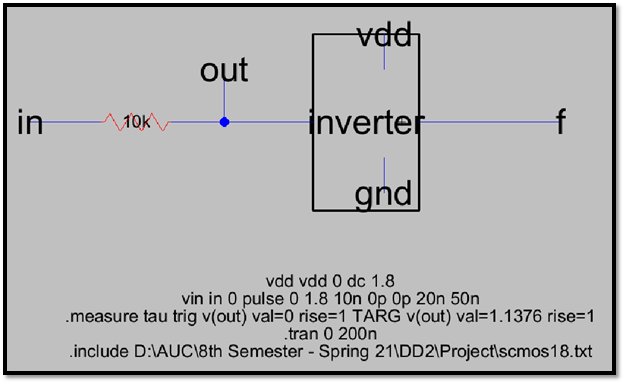 vdd
out
in 10k inverter f
gnd
vdd vdd 0 dc 1.8
vin in 0 pulse 0 1.8 10n 0p 0p 20n 50n
.measure tau trig v(out) val=0 rise=1 TARG v(out) val=1.1376 rise=1
.tran 0 200n
.include D:\AUC\8th Semester - Spring 21\DD2\Project\scmos18.txt